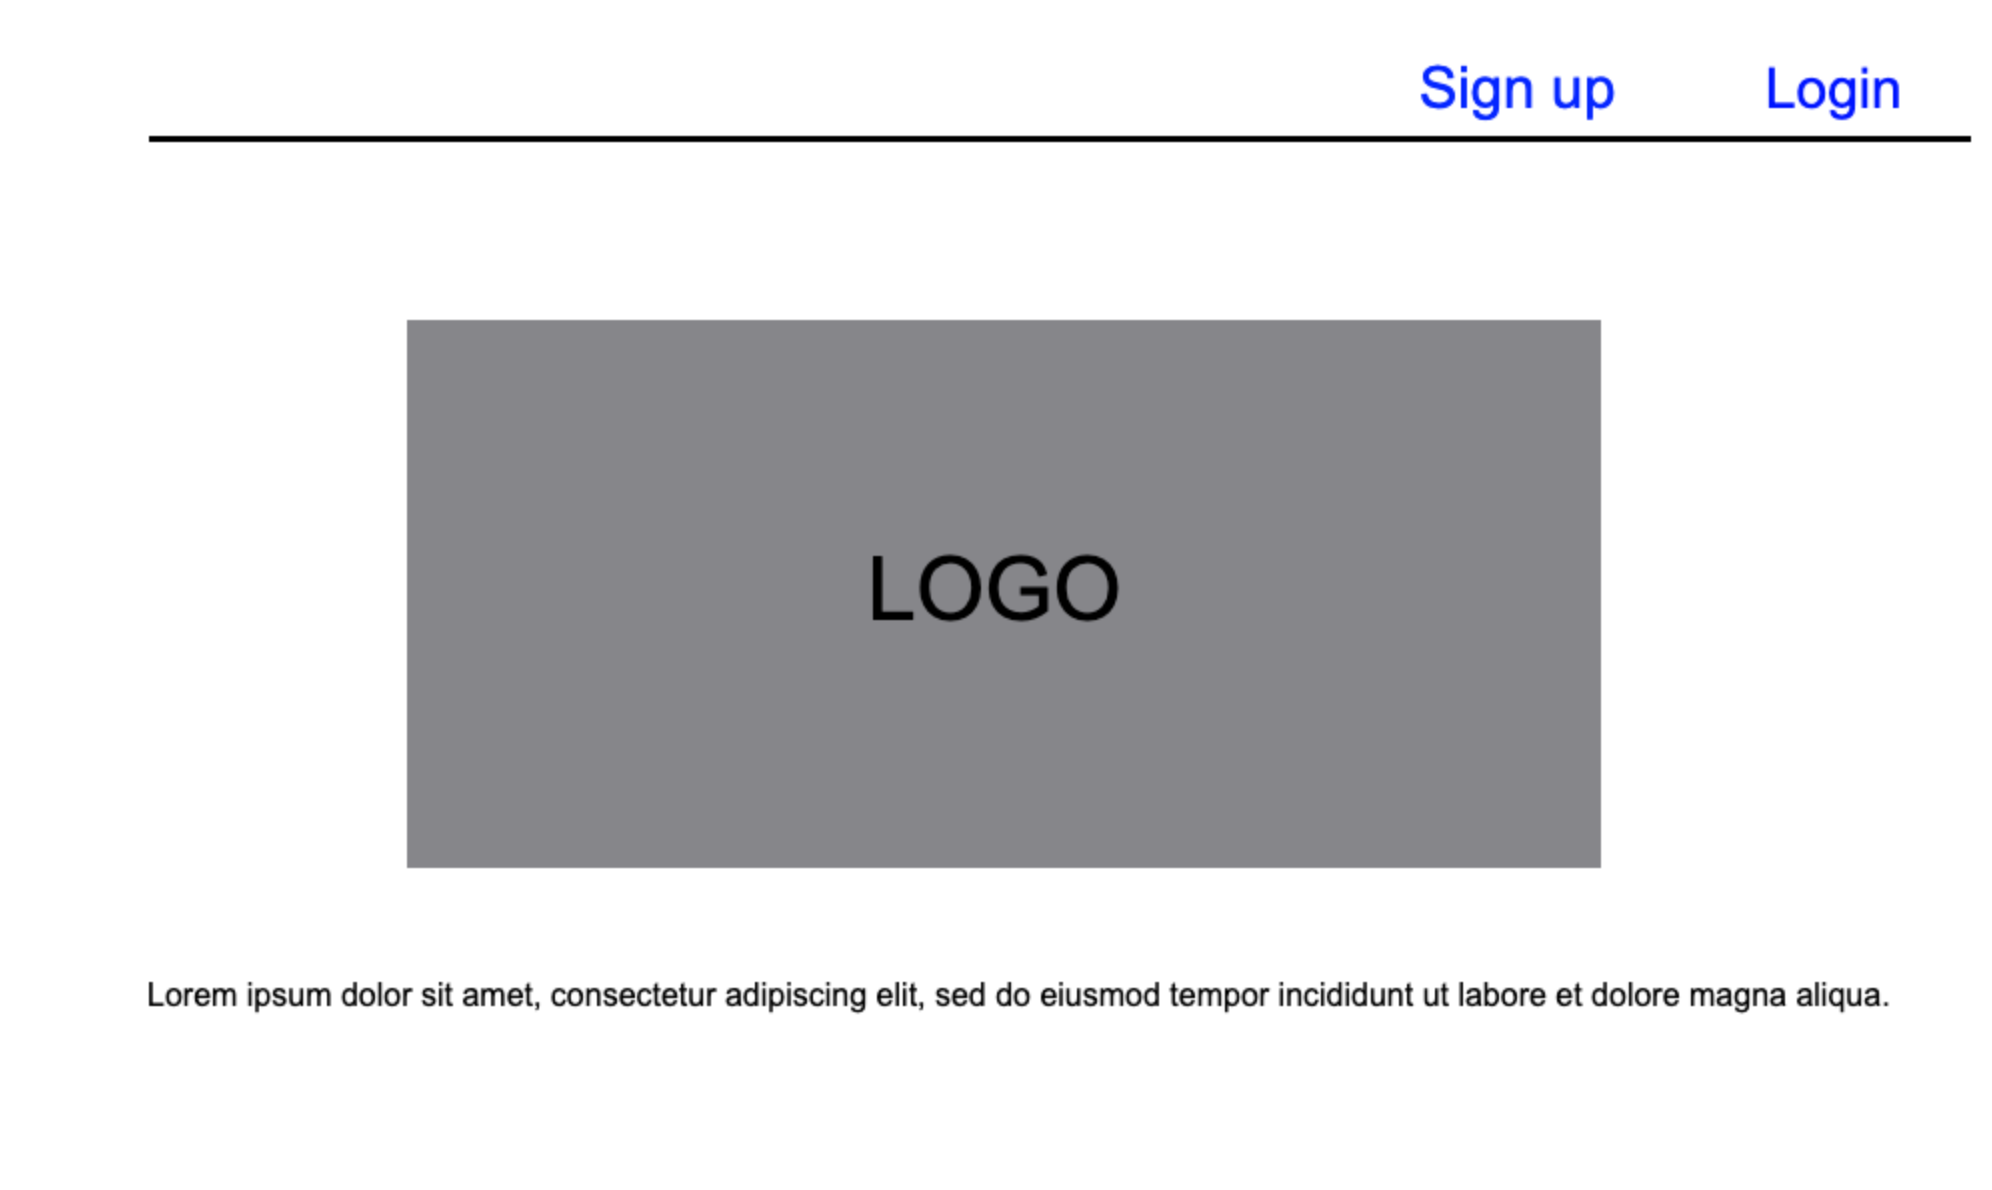 Sign up Login
LOGO
Lorem ipsum dolor sit amet, consectetur adipiscing elit, sed do eiusmod tempor incididunt ut labore et dolore magna aliqua.